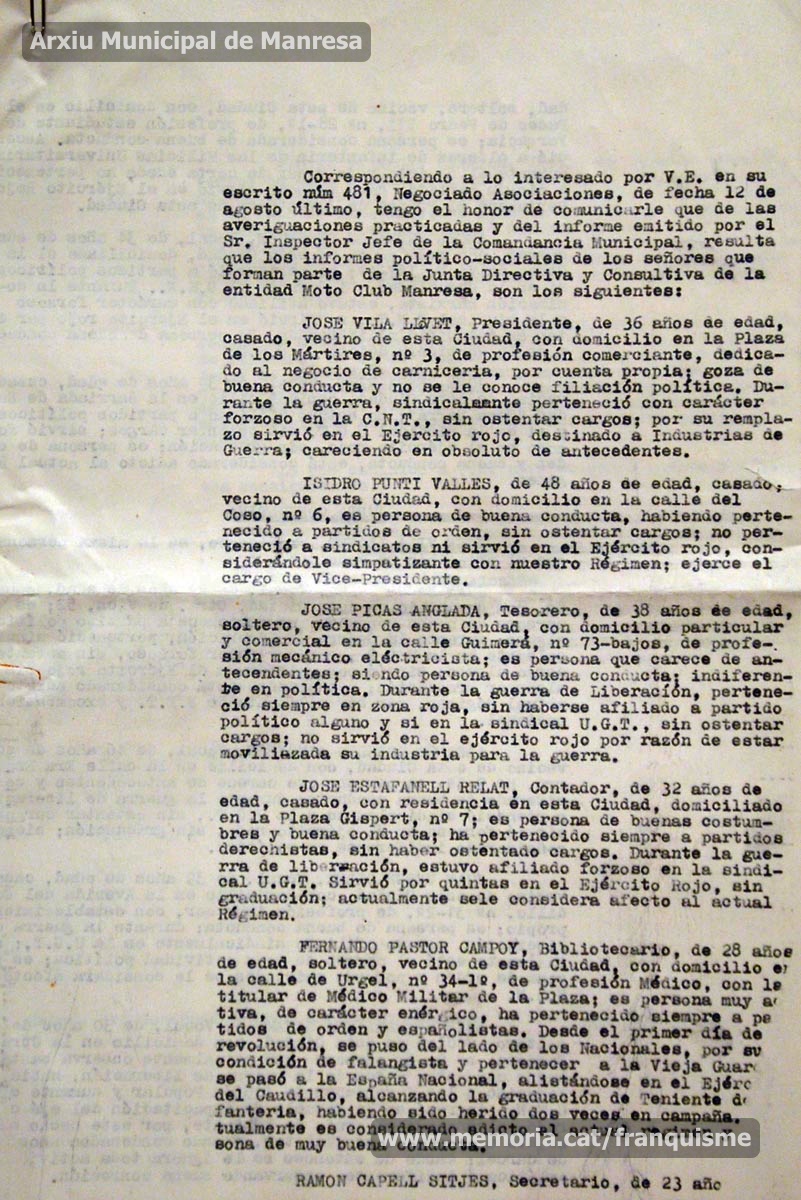 Arxiu Municipal de Manresa
Correspondiendo a lo interesado por V.E. en su
escrito múm 481, Negociado Asociaciones, de fecha 12 de
agosto último, tengo el honor de comunicarle que de las
averiguaciones practicadas y del informe emitido por el
Sr. Inspector Jefe de la Comandancia Municipal, resulta
que los informes político-sociales de los señores que
forman parte de la Junta Directiva y Consultiva de la
entidad Moto Club Manresa, son los siguientes:
JOSE VILA LLVET, Presidente, de 36 años de edad,
casado, vecino de esta Ciudad, con domicilio en la Plaza
de los Mártires, nº 3, de profesión comerciante, dedica-
do al negocio de carniceria, por cuenta propia; goza de
buena conducta y no se le conoce filiación política. Du-
rante la guerra, sindicalmante perteneció con carácter
forzoso en la C.N.T., sin ostentar cargos; por su rempla-
zo sirvió en el Ejercito rojo, destinado a Industrias de
Guerra; careciendo en obsoluto de antecedentes.
ISIDRO PUNTI VALLES, de 48 años de edad, casado;
vecino de esta Ciudad, con domicilio en la calle del
Coso, nº 6, es persona de buena conducta, habiendo perte-
necido a partidos de orden, sin ostentar cargos; no per-
teneció a sindicatos ni sirvió en el Ejército rojo, con-
siderándole simpatizante con nuestro Régimen; ejerce el
cargo de Vice-Presidente.
JOSE PICAS ANGLADA, Tesorero, de 38 años de edad,
soltero, vecino de esta Ciudad, con domicilio particular
y comercial en la calle Guimerá, nº 73-bajos, de profe-
sión mecánico eléctricista; es persona que carece de an-
tecendentes; siendo persona de buena conducta; indiferen-
te en política. Durante la guerra de Liberación, pertene-
ció siempre en zona roja, sin haberse afiliado a partido
político alguno y si en la sindical U.G.T., sin ostentar
cargos; no sirvió en el ejército rojo por razón de estar
moviliazada su industria para la guerra.
JOSE ESTAFANELL RELAT, Contador, de 32 años de
edad, casado, con residencia en esta Ciudad, domiciliado
en la Plaza Gispert, nº 7; es persona de buenas costum-
bres y buena conducta; ha pertenecido siempre a partidos
derechistas, sin haber ostentado cargos. Durante la gue-
rra de liberación, estuvo afiliado forzoso en la sindi-
cal U.G.T. Sirvió por quintas en el Ejército Rojo, sin
graduación; actualmente sele considera afecto al actual
Régimen.
FERNANDO PASTOR CAMPOY, Bibliotecario, de 28 años
de edad, soltero, vecino de esta Ciudad, con domicilio e
la calle de Urgel, nº 34-1º, de profesión Médico, con le
titular de Médico Militar de la Plaza; es persona muy a
tiva, de carácter enérgico, ha pertenecido siempre a pa
tidos de orden y españolistas. Desde el primer día de
revolución, se puso del lado de los Nacionales, por su
condición de falangista y pertenecer a la Vieja Guar
se pasó a la España Nacional, alistándose en el Ejérc
del Caudillo, alcanzando la graduación de Teniente d
fanteria, habiendo sido herido dos veces en campaña.
tualmente es considerado adicto al actual
sona de muy buena conducta.
www.memoria.cat/franquisme
RAMON CAPELL SITJES, Secretario, de 23 año